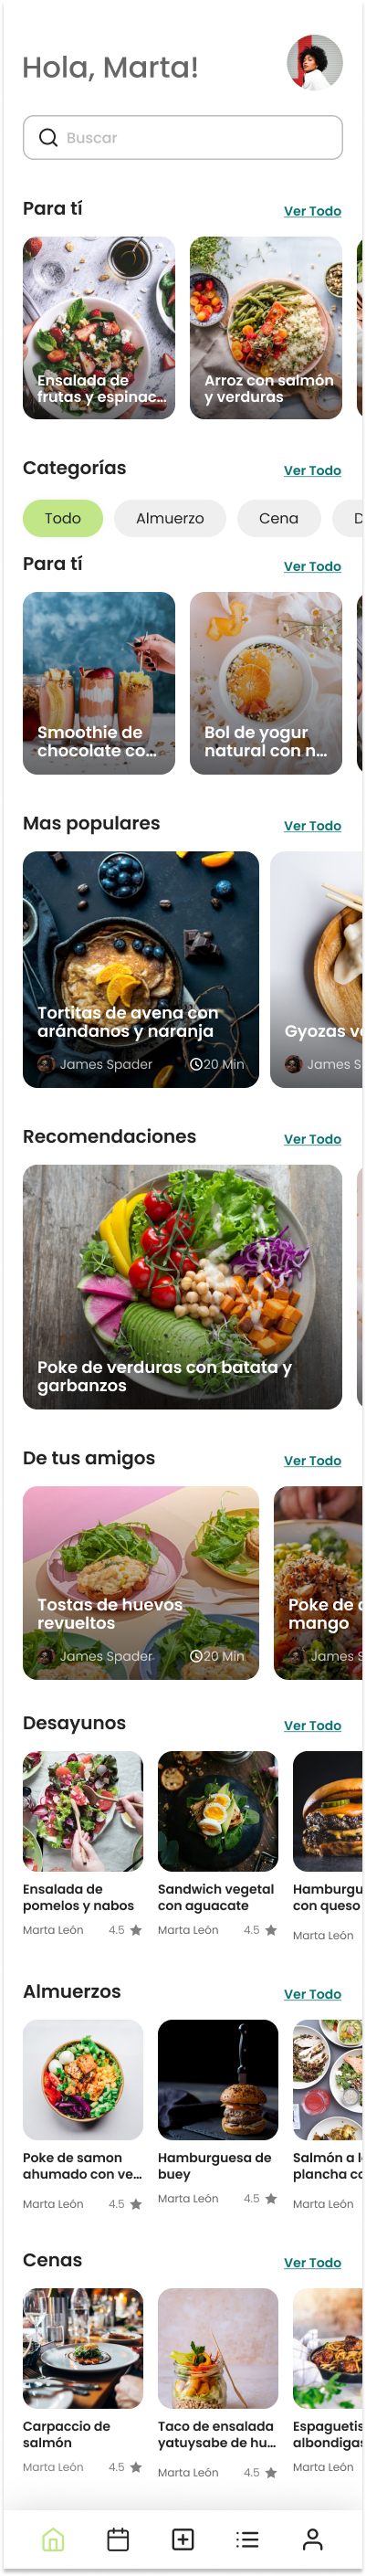 Hola, Marta!
Buscar
Para tí
Ver Todo
Ensalada de
frutas y espinac...
Arroz con salmón
y verduras
Categorías
Ver Todo
Todo
Almuerzo
Cena
D
Para tí
Ver Todo
Smoothie de
chocolate co...
Bol de yogur
natural con n...
Mas populares
Ver Todo
Tortitas de avena con
arándanos y naranja
James Spader
20 Min
Gyozas ve
James S
Recomendaciones
Ver Todo
Poke de verduras con batata y
garbanzos
De tus amigos
Ver Todo
Tostas de huevos
revueltos
James Spader
20 Min
Poke de
mango
James S
Desayunos
Ver Todo
Ensalada de
pomelos y nabos
Marta León 4.5
Sandwich vegetal
con aguacate
Marta León 4.5
Hamburgu
con queso
Marta León
Almuerzos
Ver Todo
Poke de samon
ahumado con ve...
Marta León 4.5
Hamburguesa de
buey
Marta León 4.5
Salmón a l
plancha co
Marta León
Cenas
Ver Todo
Carpaccio de
salmón
Marta León 4.5
Taco de ensalada
yatuysabe de hu...
Marta León 4.5
Espaguetis
albondigas
Marta León